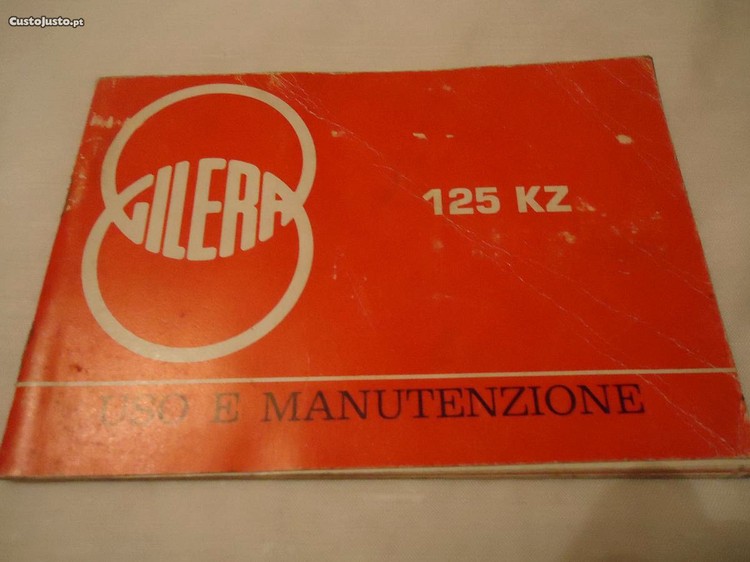 CustoJusto.pt
GILERA
125 KZ
USO E MANUTENZIONE